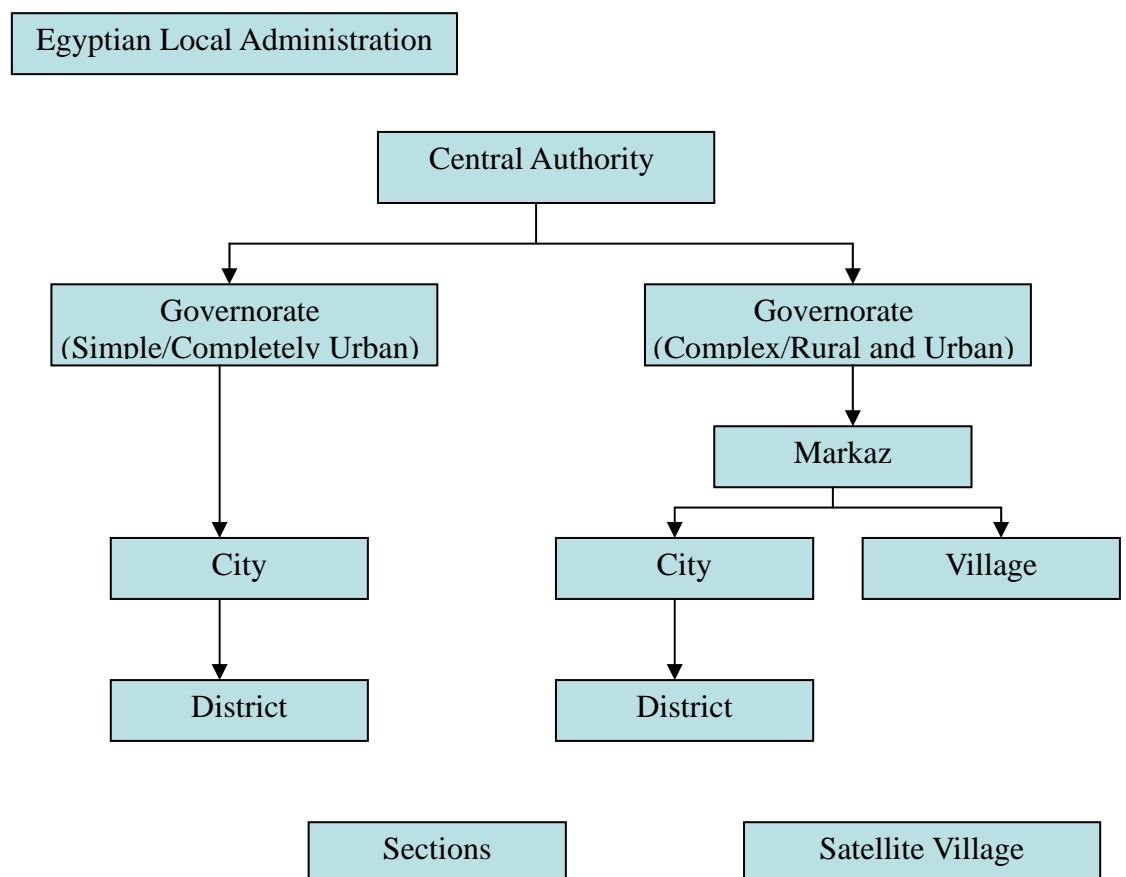 Egyptian Local Administration
Central Authority
Governorate
(Simple/Completely Urban)
Governorate
(Complex/Rural and Urban)
Markaz
City
City
Village
District
District
Sections
Satellite Village